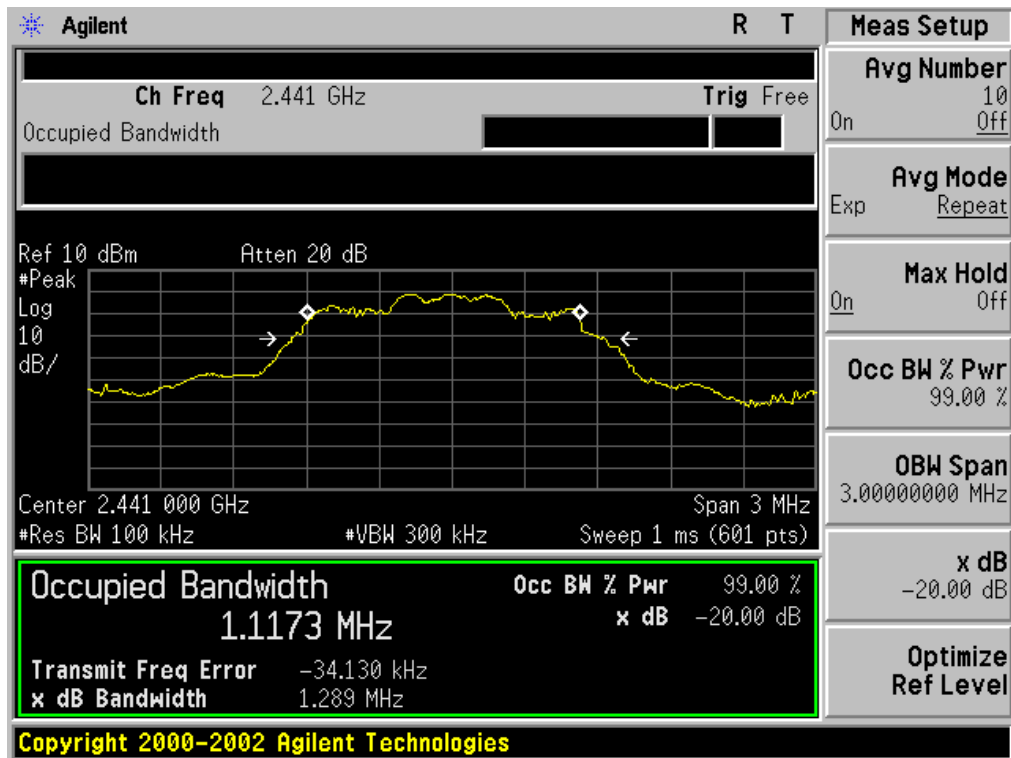 Agilent R T
Meas Setup
Ch Freq 2.441 GHz Trig Free
Occupied Bandwidth
Ref 10 dBm Atten 20 dB
#Peak
Log
10
dB/
Center 2.441 000 GHz Span 3 MHz
#Res BW 100 kHz #VBW 300 kHz Sweep 1 ms (601 pts)
Occupied Bandwidth Occ BW % Pwr 99.00 %
1.1173 MHz x dB -20.00 dB
Transmit Freq Error -34.130 kHz
x dB Bandwidth 1.289 MHz
Avg Number
10
On Off
Avg Mode
Exp Repeat
Max Hold
On Off
Occ BW % Pwr
99.00 %
OBW Span
3.00000000 MHz
x dB
-20.00 dB
Optimize
Ref Level
Copyright 2000-2002 Agilent Technologies